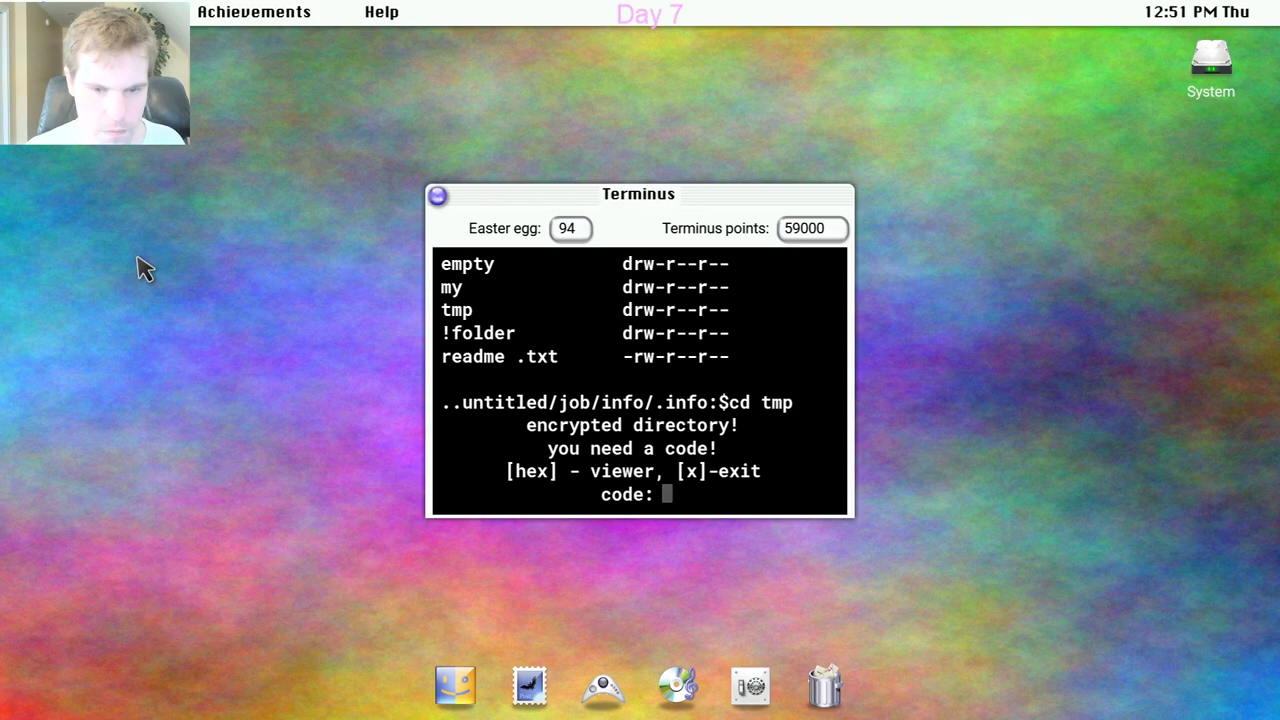 Achievements Help Day 7 12:51 PM Thu
System
Terminus
Easter egg: 94 Terminus points: 59000
empty drw-r--r--
my drw-r--r--
tmp drw-r--r--
!folder drw-r--r--
readme .txt -rw-r--r--
..untitled/job/info/.info:$cd tmp
encrypted directory!
you need a code!
[hex] - viewer, [x]-exit
code: